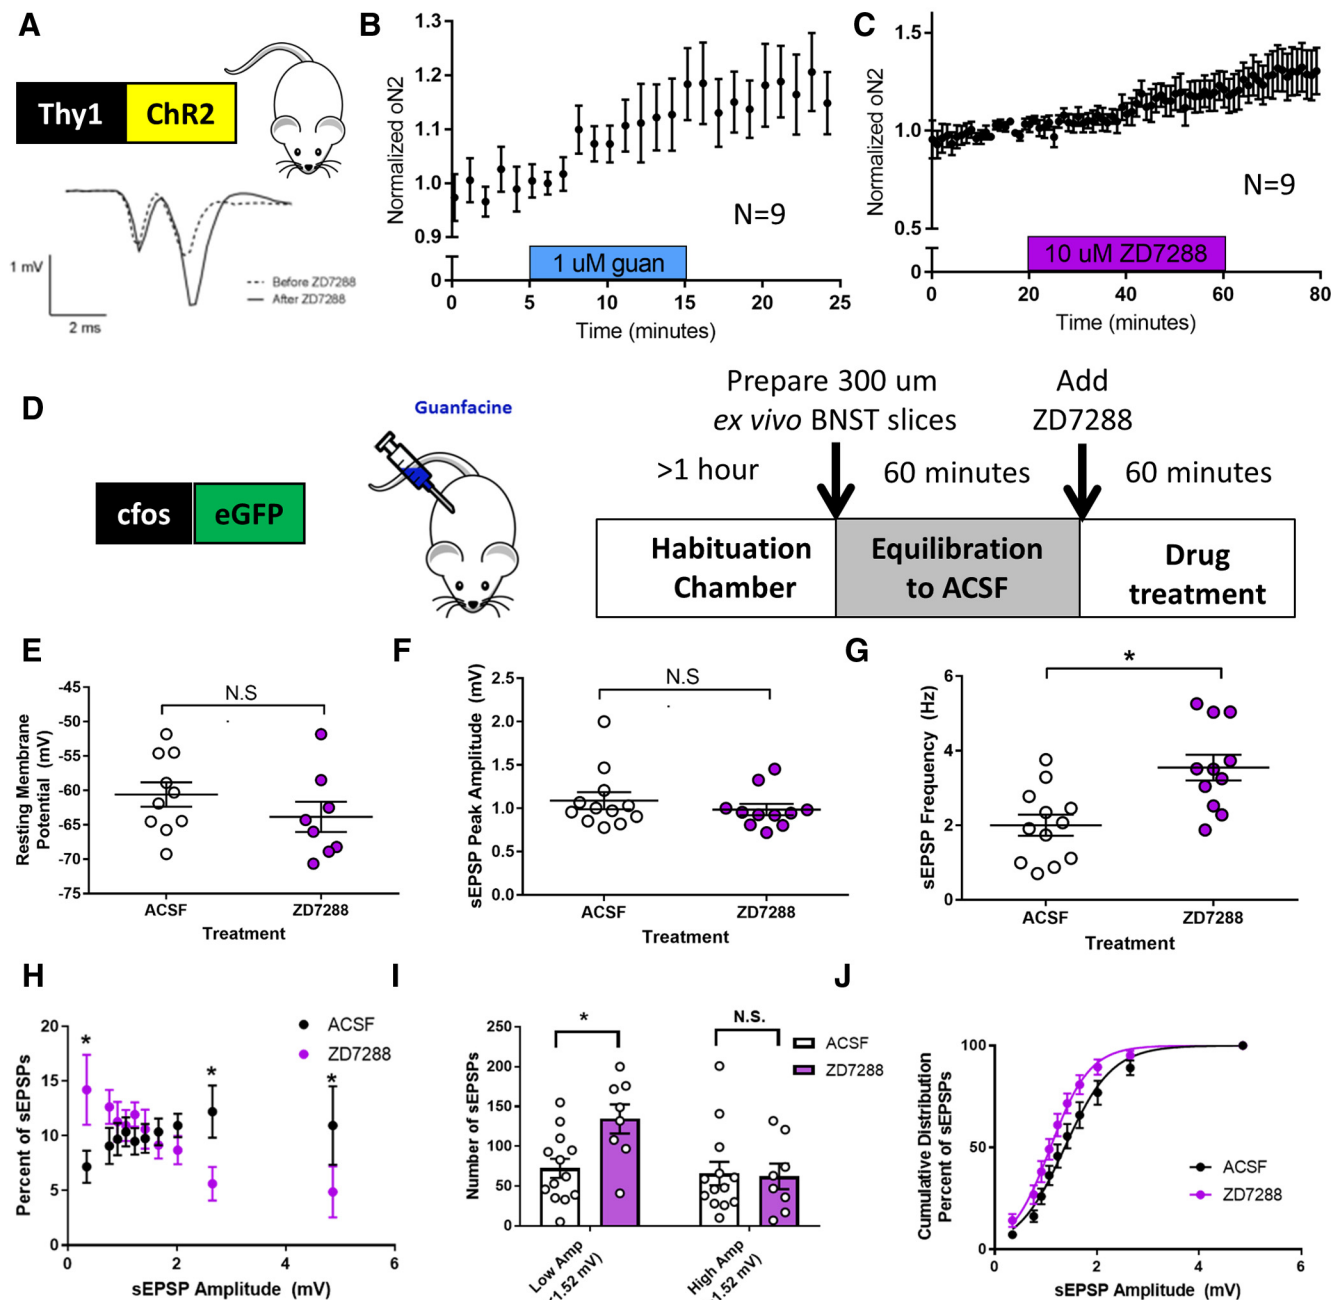 A
Thy1 ChR2
1 mV
2 ms
Before ZD7288
After ZD7288
B
Normalized oN2
1.3
1.2
1.1
1.0
0.9
0
N=9
1 uM guan
0 5 10 15 20 25
Time (minutes)
C
Normalized oN2
1.5
1.0
0.5
0
N=9
10 uM ZD7288
0 20 40 60 80
Time (minutes)
D
cfos eGFP
Guanfacine
Prepare 300 um
ex vivo BNST slices
Add
ZD7288
>1 hour 60 minutes 60 minutes
Habituation
Chamber
Equilibration
to ACSF
Drug
treatment
E
Resting Membrane
Potential (mV)
-45
-50
-55
-60
-65
-70
-75
N.S
ACSF ZD7288
Treatment
F
sEPSP Peak Amplitude (mV)
2.5
2.0
1.5
1.0
0.5
0.0
N.S
ACSF ZD7288
Treatment
G
sEPSP Frequency (Hz)
6
4
2
0
*
ACSF ZD7288
Treatment
H
Percent of sEPSPs
20
15
10
5
0
* * *
ACSF
ZD7288
0 2 4 6
sEPSP Amplitude (mV)
I
Number of sEPSPs
250
200
150
100
50
0
* N.S.
ACSF
ZD7288
Low Amp
1.52 mV)
High Amp
1.52 mV)
J
Cumulative Distribution
Percent of sEPSPs
100
50
0
ACSF
ZD7288
0 2 4 6
sEPSP Amplitude (mV)